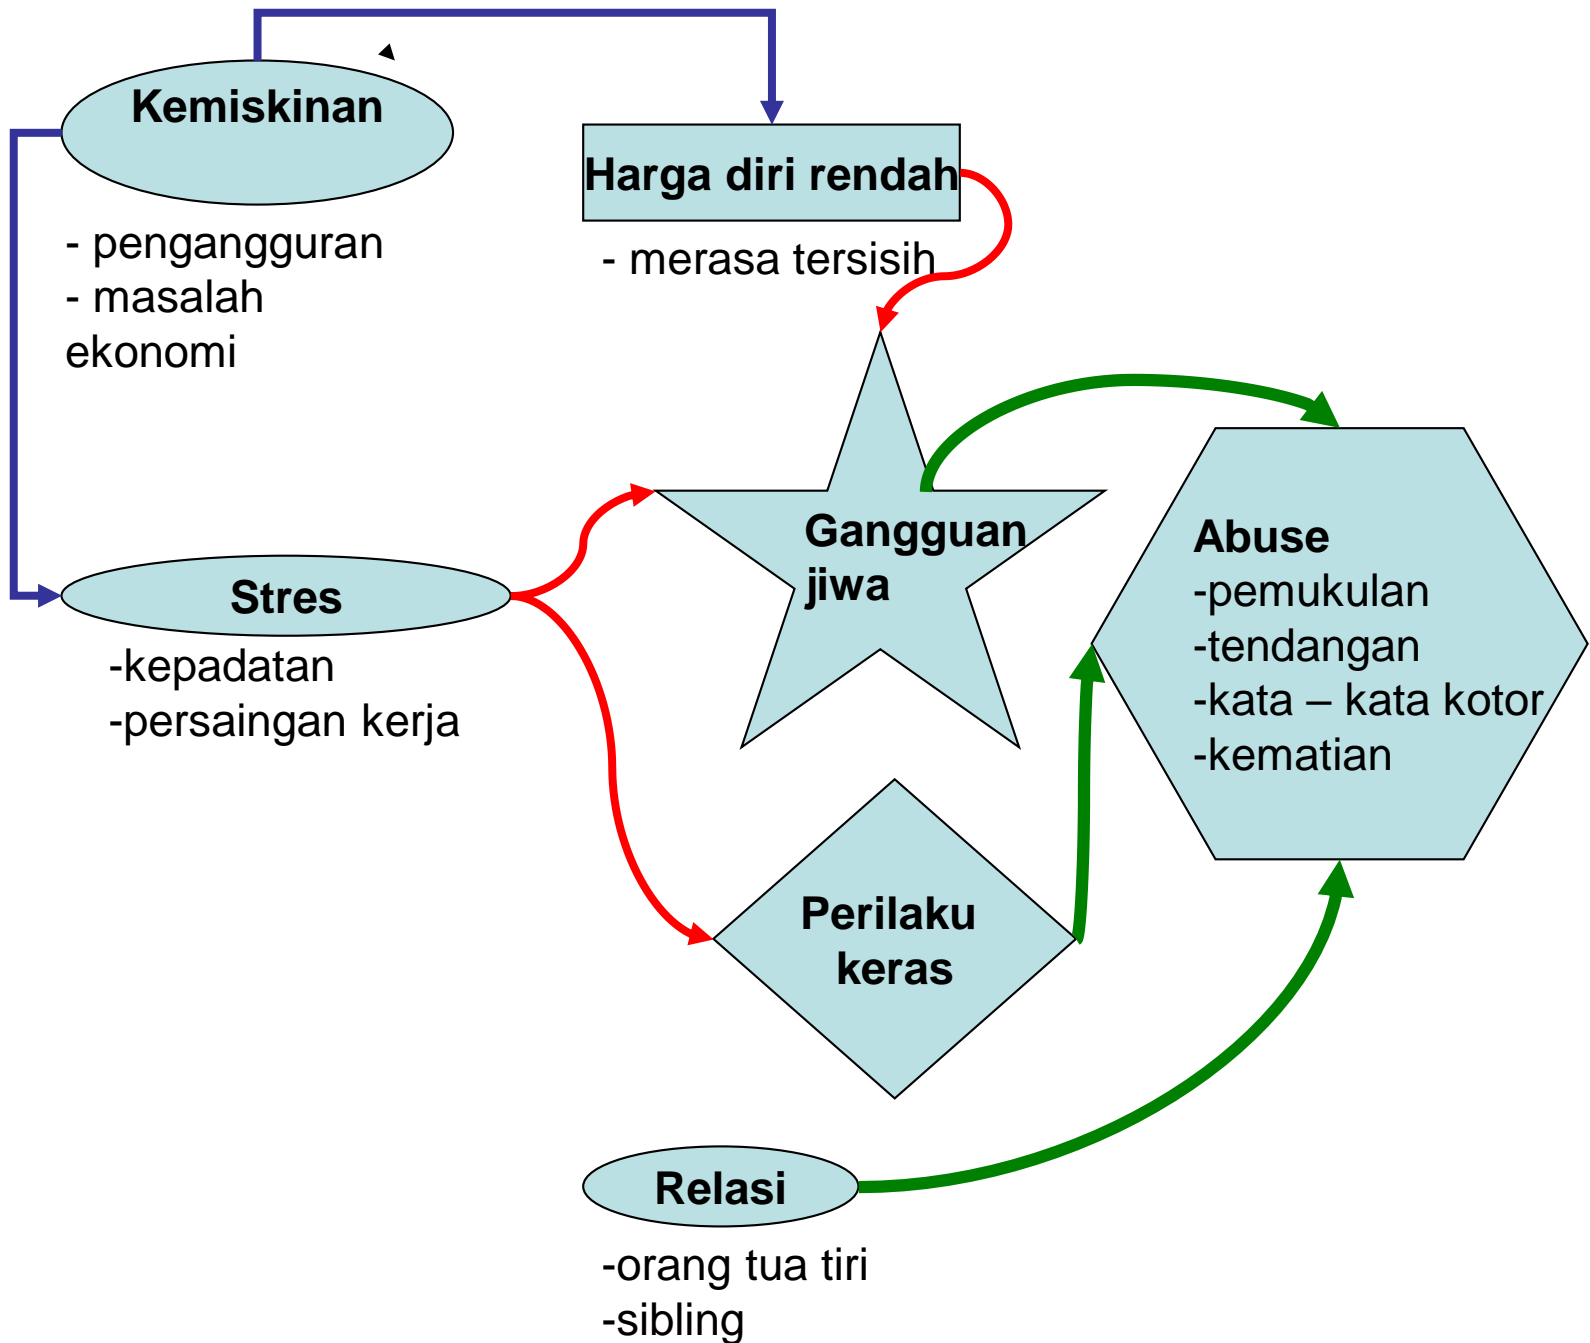 Kemiskinan
- pengangguran
- masalah
ekonomi
Harga diri rendah
- merasa tersisih
Stres
-kepadatan
-persaingan kerja
Gangguan
jiwa
Abuse
-pemukulan
-tendangan
-kata – kata kotor
-kematian
Perilaku
keras
Relasi
-orang tua tiri
-sibling